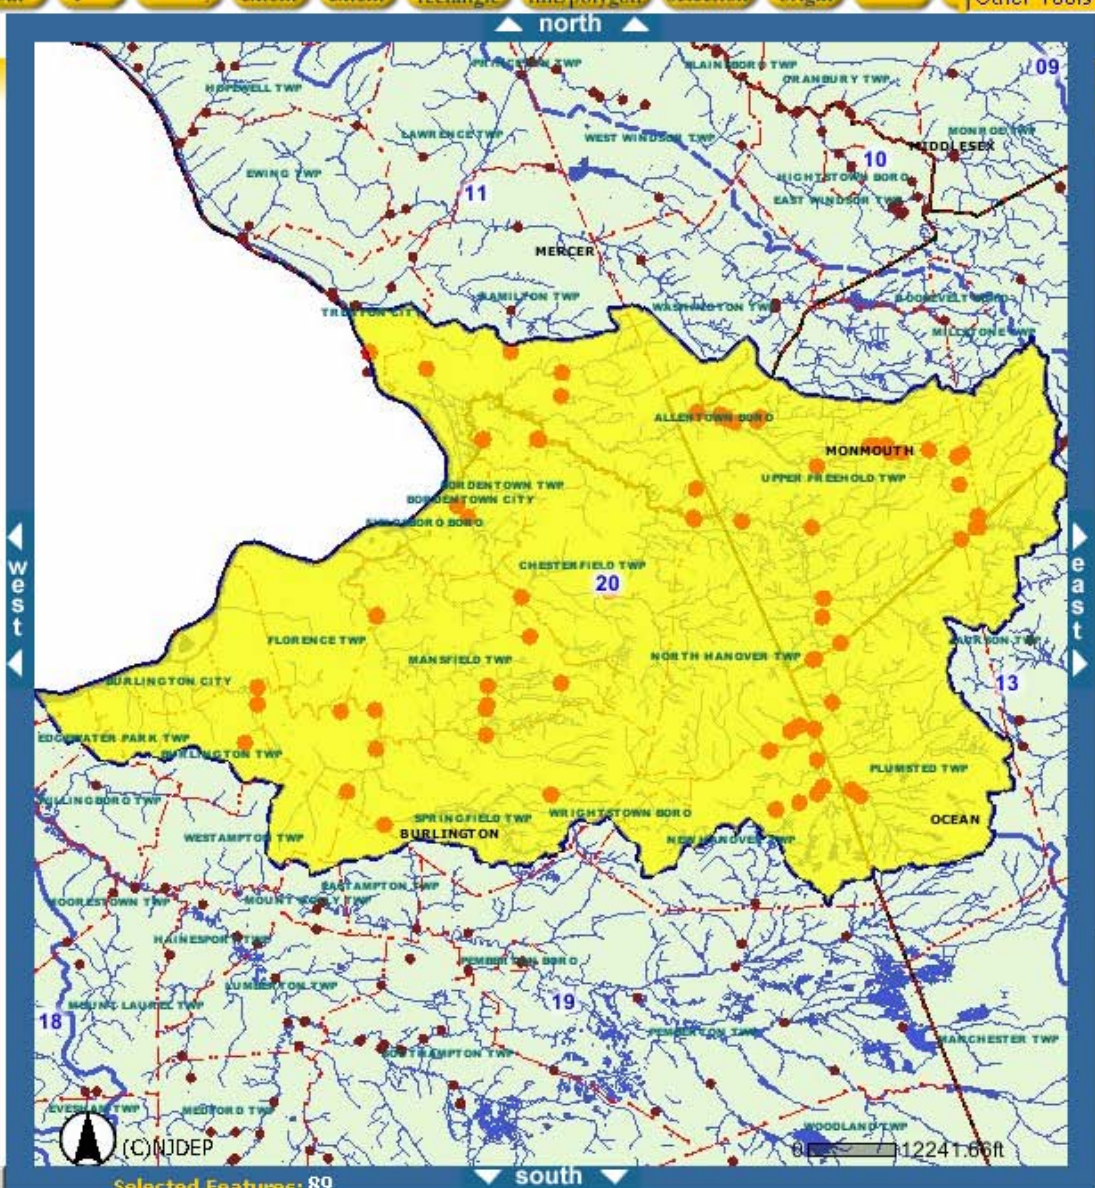 Other Tools
north
PRINCETON TWP
PLAINSBORO TWP
09
CRANBURY TWP
HOPEWELL TWP
LAWRENCE TWP
WEST WINDSOR TWP
MONROE TWP
MIDDLESEX
10
EWING TWP
HIGHTSTOWN BORO
11
EAST WINDSOR TWP
MERCER
HAMILTON TWP
WASHINGTON TWP
ROOSEVELT BORO
TRENTON CITY
MILLSTONE TWP
ALLENTOWN BORO
MONMOUTH
UPPER FREEHOLD TWP
BORDENTOWN TWP
BORDENTOWN CITY
FIELDSBORO BORO
west
east
CHESTERFIELD TWP
20
FLORENCE TWP
JACKSON TWP
MANSFIELD TWP
NORTH HANOVER TWP
BURLINGTON CITY
13
EDGEWATER PARK TWP
BURLINGTON TWP
PLUMSTED TWP
WILLINGBORO TWP
WRIGHTSTOWN BORO
SPRINGFIELD TWP
OCEAN
WESTAMPTON TWP
BURLINGTON
NEW HANOVER TWP
EASTAMPTON TWP
MOORESTOWN TWP
MOUNT HOLLY TWP
HAINESPORT TWP
PEMBERTON BORO
LUMBERTON TWP
19
MOUNT LAUREL TWP
18
PEMBERTON TWP
MANCHESTER TWP
SOUTHAMPTON TWP
EVESHAM TWP
MEDFORD TWP
WOODLAND TWP
(C)NJDEP
0 12241.66ft
south
Selected Features: 89